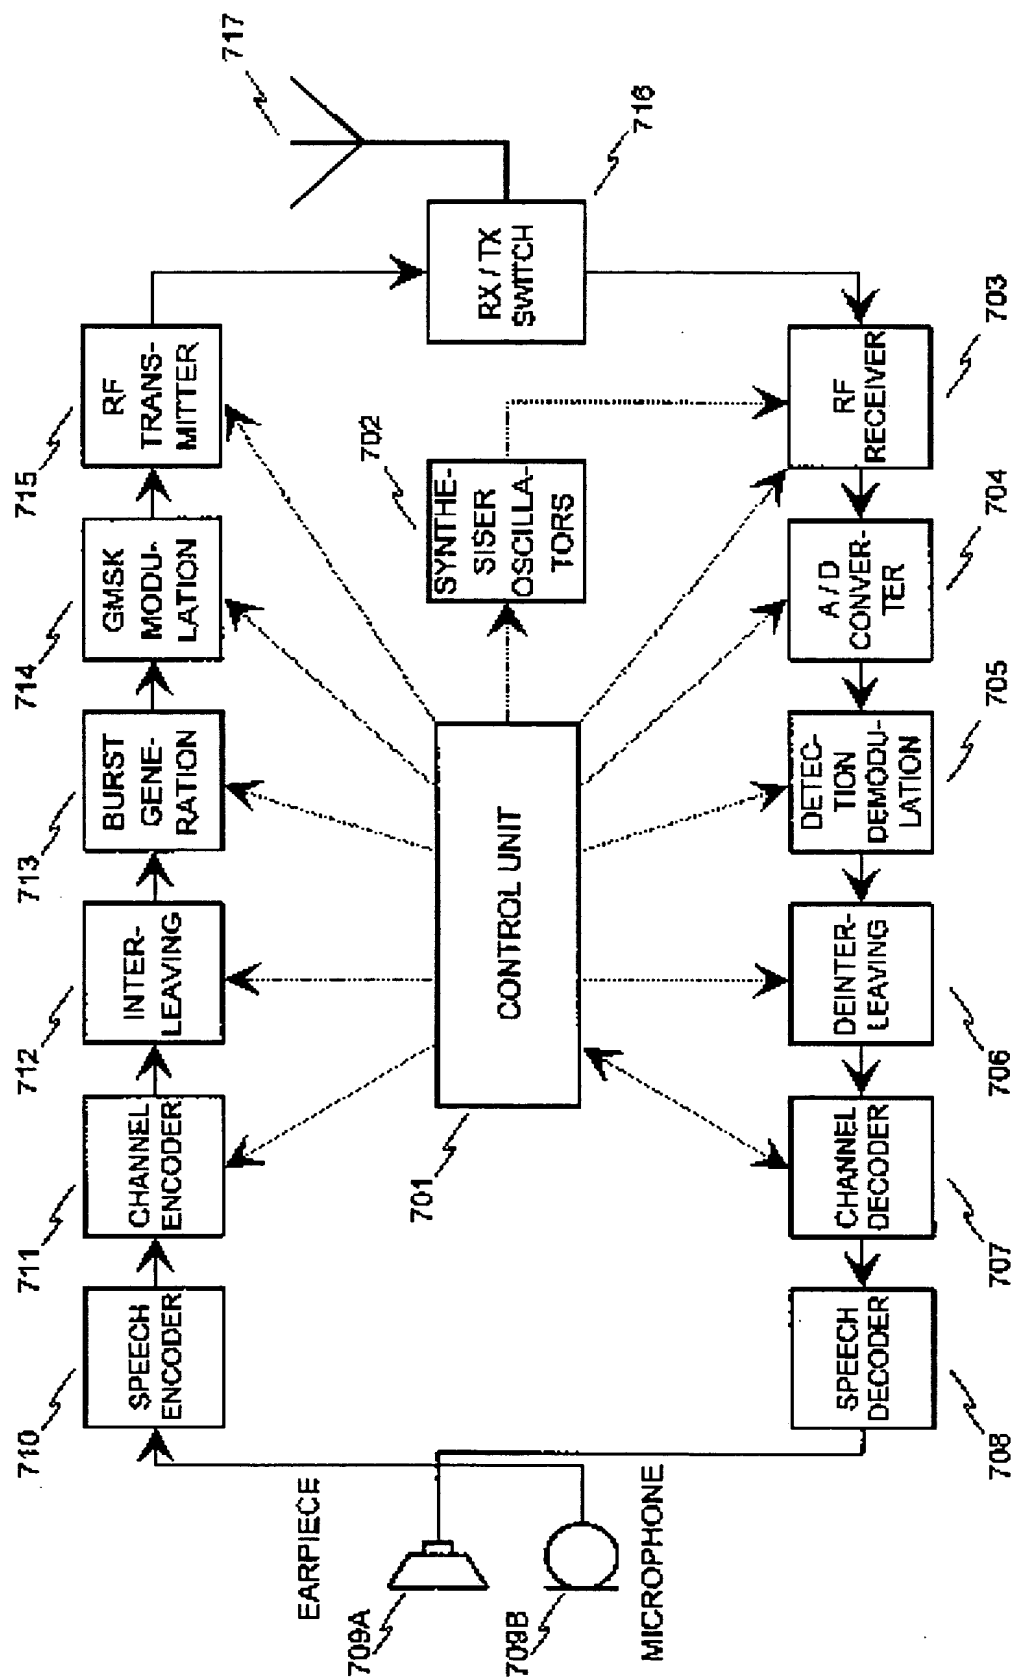 710
711
712
713
714
715
717
SPEECH
ENCODER
CHANNEL
ENCODER
INTER-
LEAVING
BURST
GENE-
RATION
GMSK
MODU-
LATION
RF
TRANS-
MITTER
EARPIECE
709A
709B
MICROPHONE
701
CONTROL UNIT
702
SYNTHE-
SISER
OSCILLA-
TORS
RX / TX
SWITCH
716
SPEECH
DECODER
CHANNEL
DECODER
DEINTER-
LEAVING
DETEC-
TION
DEMODU-
LATION
A / D
CONVER-
TER
RF
RECEIVER
708
707
706
705
704
703